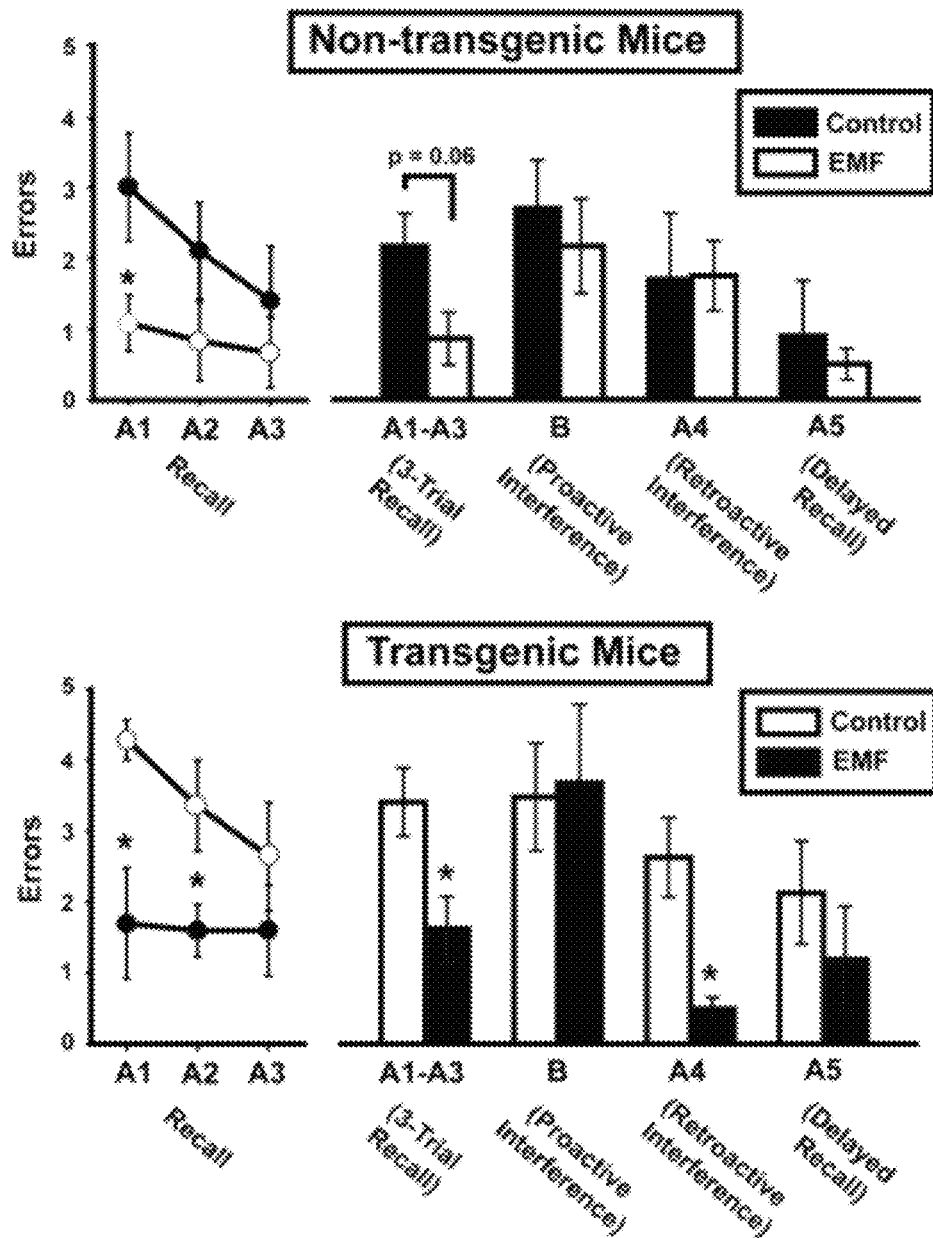 Non-transgenic Mice
Control
EMF
p = 0.06
Errors
5
4
3
2
1
0
*
A1 A2 A3
Recall
A1-A3 B A4 A5
(3-Trial
Recall)
(Proactive
Interference)
(Retroactive
Interference)
(Delayed
Recall)
Transgenic Mice
Control
EMF
Errors
5
4
3
2
1
0
*
*
*
*
A1 A2 A3
Recall
A1-A3 B A4 A5
(3-Trial
Recall)
(Proactive
Interference)
(Retroactive
Interference)
(Delayed
Recall)